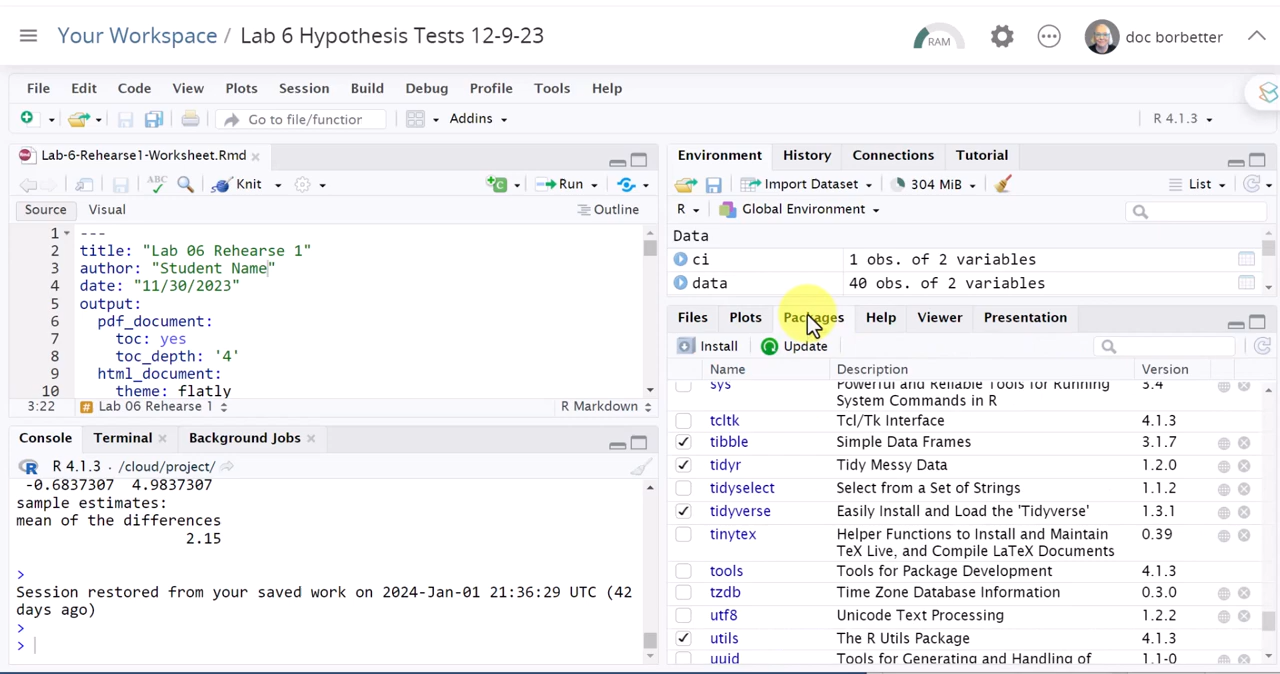 Your Workspace / Lab 6 Hypothesis Tests 12-9-23
RAM
doc borbetter
File Edit Code View Plots Session Build Debug Profile Tools Help
Go to file/function
Addins
R 4.1.3
Lab-6-Rehearse1-Worksheet.Rmd
ABC
Knit
Run
Source Visual
Outline
1 ---
2 title: "Lab 06 Rehearse 1"
3 author: "Student Name"
4 date: "11/30/2023"
5 output:
6 pdf_document:
7 toc: yes
8 toc_depth: '4'
9 html_document:
10 theme: flatly
3:22 # Lab 06 Rehearse 1 R Markdown
Console Terminal Background Jobs
R R 4.1.3 · /cloud/project/
-0.6837307 4.9837307
sample estimates:
mean of the differences
2.15
>
Session restored from your saved work on 2024-Jan-01 21:36:29 UTC (42
days ago)
>
>
Environment History Connections Tutorial
Import Dataset 304 MiB List
R Global Environment
Data
ci 1 obs. of 2 variables
data 40 obs. of 2 variables
Files Plots Packages Help Viewer Presentation
Install Update
Name Description Version
sys Powerful and Reliable Tools for Running 3.4
System Commands in R
tcltk Tcl/Tk Interface 4.1.3
tibble Simple Data Frames 3.1.7
tidyr Tidy Messy Data 1.2.0
tidyselect Select from a Set of Strings 1.1.2
tidyverse Easily Install and Load the 'Tidyverse' 1.3.1
tinytex Helper Functions to Install and Maintain 0.39
TeX Live, and Compile LaTeX Documents
tools Tools for Package Development 4.1.3
tzdb Time Zone Database Information 0.3.0
utf8 Unicode Text Processing 1.2.2
utils The R Utils Package 4.1.3
uuid Tools for Generating and Handling of 1.1-0